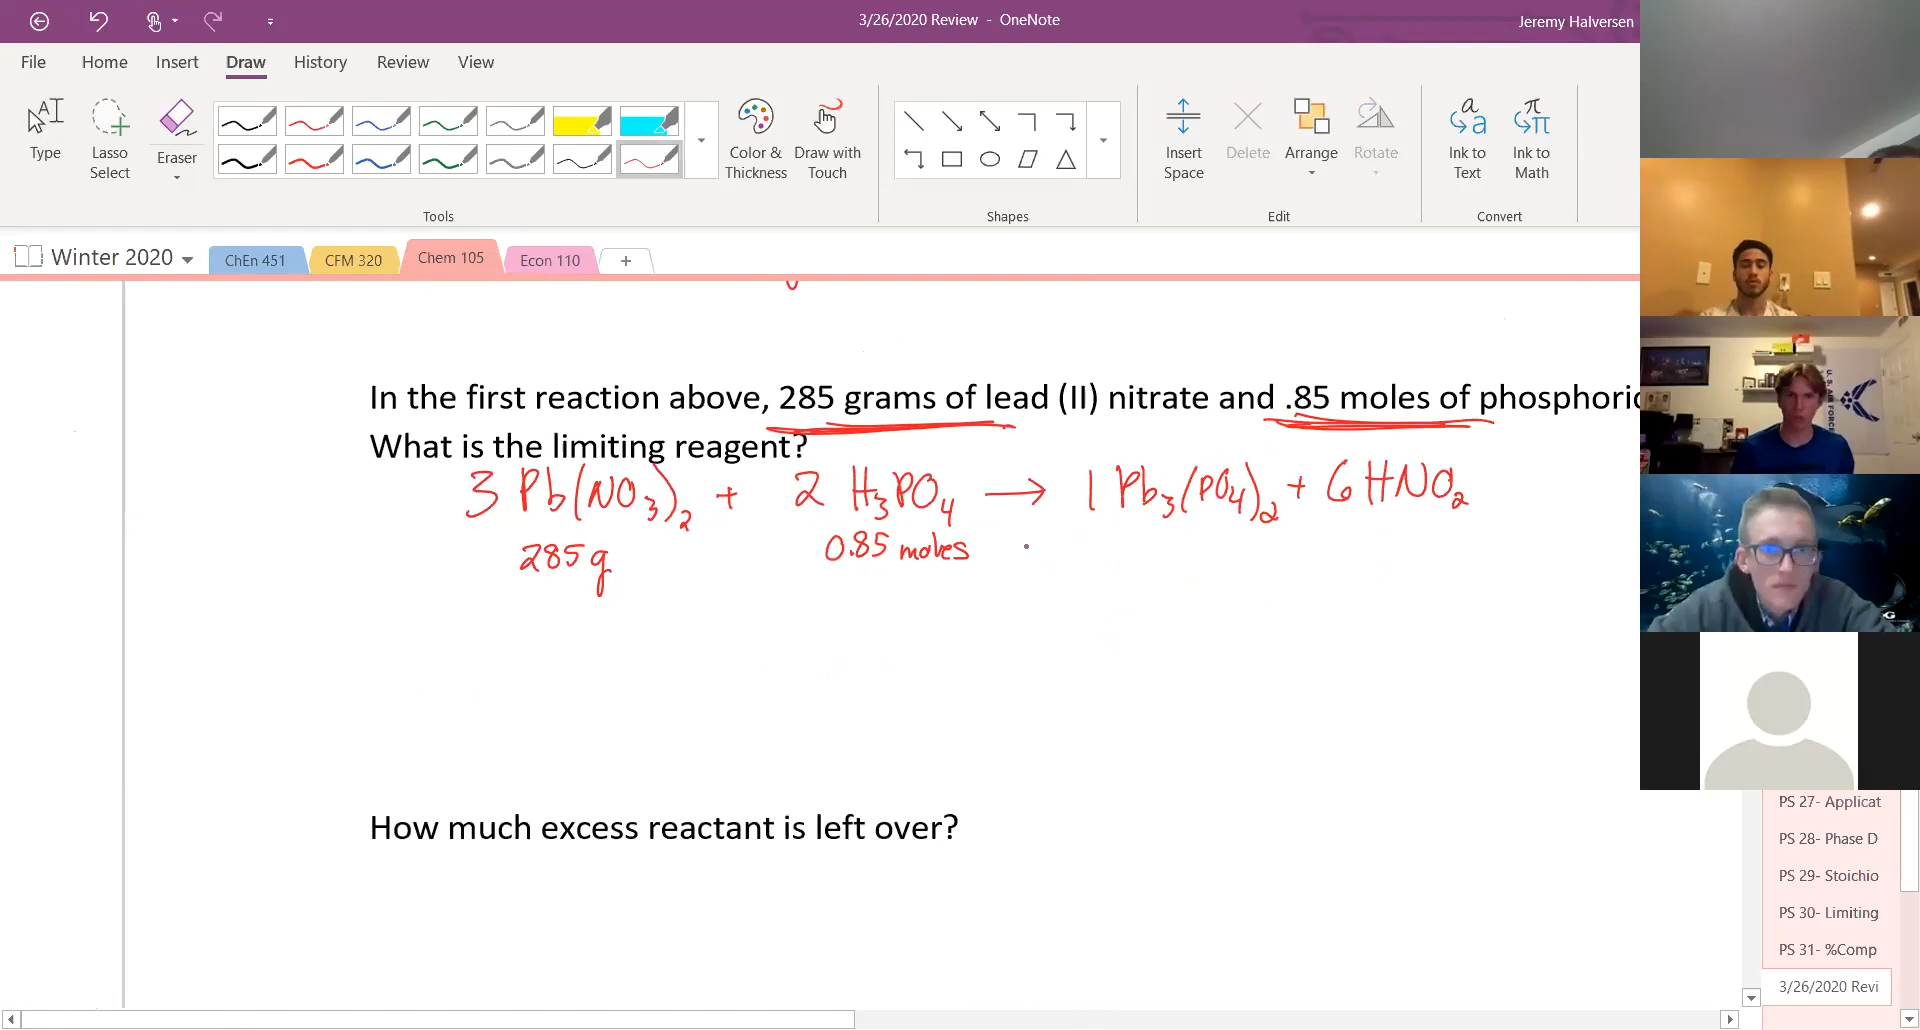 3/26/2020 Review - OneNote
Jeremy Halversen
File Home Insert Draw History Review View
Type
Lasso Select
Eraser
Color & Thickness
Draw with Touch
Insert Space
Delete
Arrange
Rotate
Ink to Text
Ink to Math
Tools
Shapes
Edit
Convert
Winter 2020
ChEn 451
CFM 320
Chem 105
Econ 110
In the first reaction above, 285 grams of lead (II) nitrate and .85 moles of phosphoric
What is the limiting reagent?
3 Pb(NO3)2 + 2 H3PO4 → 1 Pb3(PO4)2 + 6 HNO2
285 g
0.85 moles
How much excess reactant is left over?
U.S. AIR FORCE
PS 27- Applicat
PS 28- Phase D
PS 29- Stoichio
PS 30- Limiting
PS 31- %Comp
3/26/2020 Revi